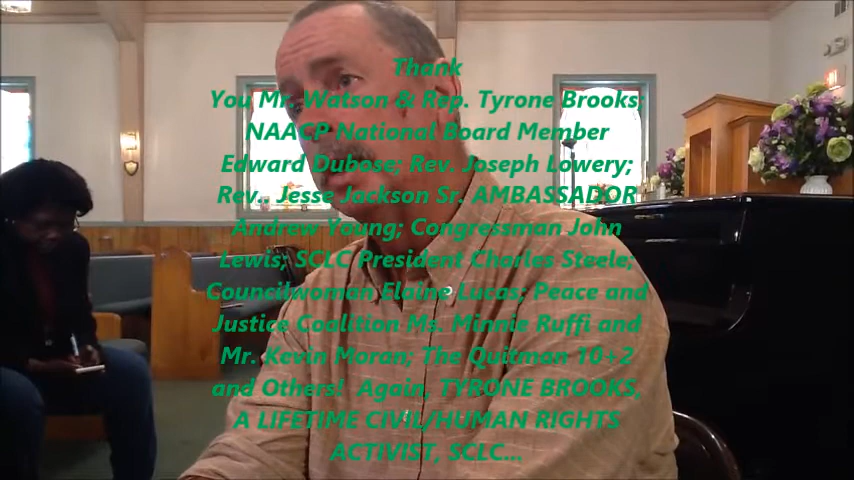 Thank
You Mr. Watson & Rep. Tyrone Brooks;
NAACP National Board Member
Edward Dubose; Rev. Joseph Lowery;
Rev.. Jesse Jackson Sr. AMBASSADOR
Andrew Young; Congressman John
Lewis; SCLC President Charles Steele;
Councilwoman Elaine Lucas; Peace and
Justice Coalition Ms. Minnie Ruffi and
Mr. Kevin Moran; The Quitman 10+2
and Others! Again, TYRONE BROOKS,
A LIFETIME CIVIL/HUMAN RIGHTS
ACTIVIST, SCLC...